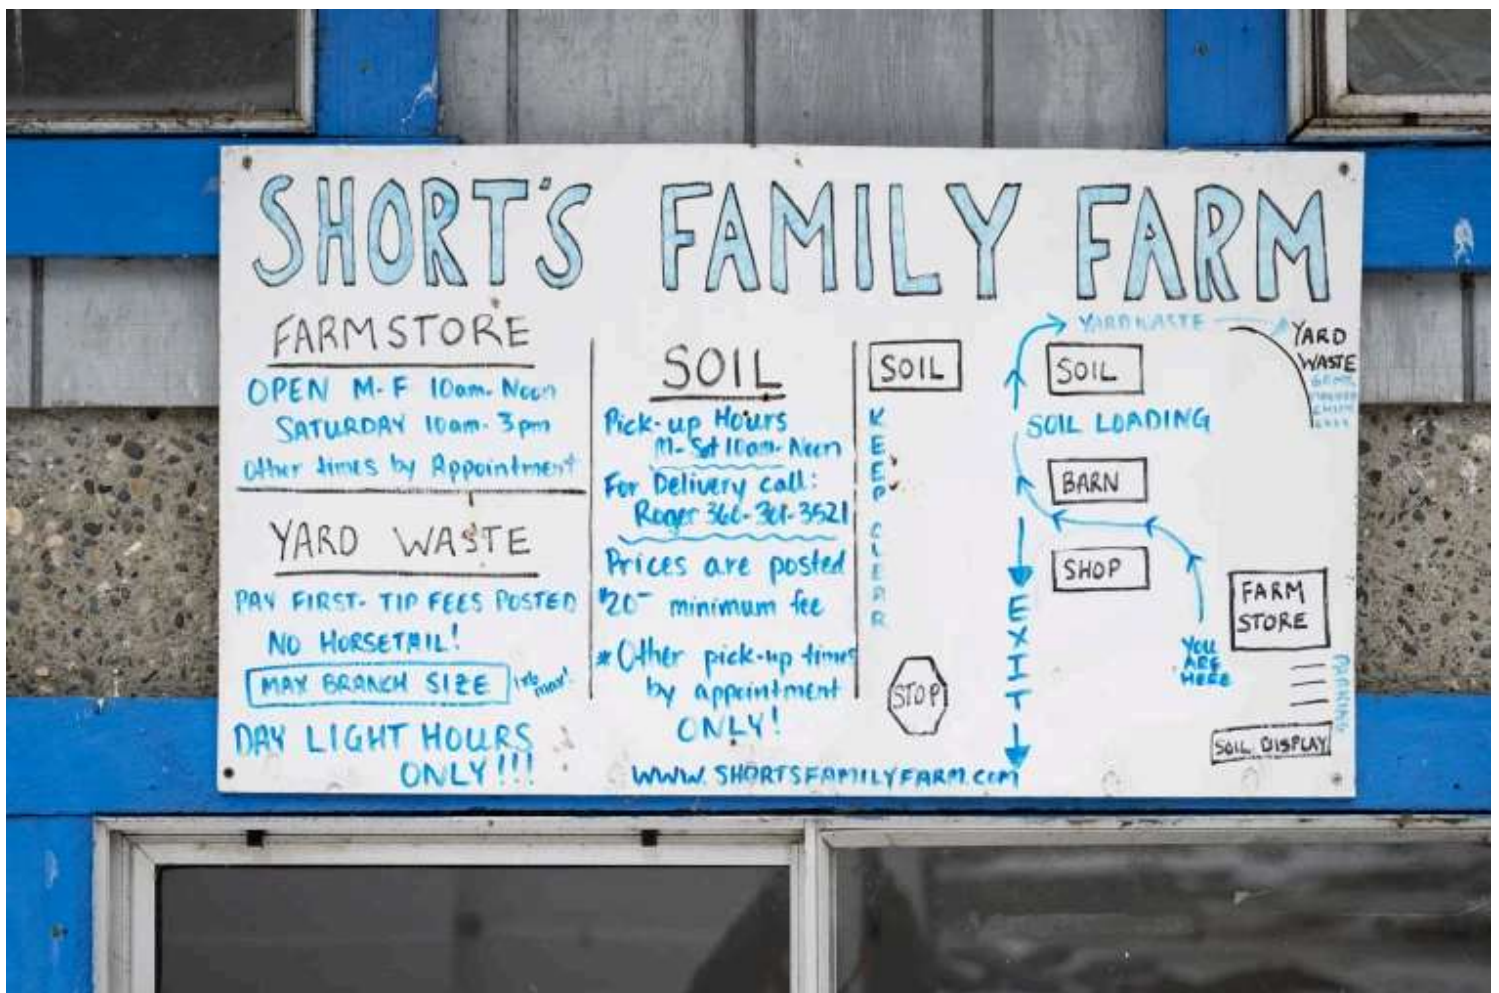 SHORT'S FAMILY FARM
FARMSTORE
OPEN M-F 10am-Noon
SATURDAY 10am-3pm
Other times by Appointment
YARD WASTE
PAY FIRST- TIP FEES POSTED
NO HORSETAIL!
MAX BRANCH SIZE
max!
DAY LIGHT HOURS
ONLY!!!
SOIL
Pick-up Hours
M-Sat 10am-Noon
For Delivery call:
Roger 360-301-3521
Prices are posted
$20- minimum fee
* Other pick-up times
by appointment
ONLY!
WWW.SHORTSFAMILYFARM.COM
SOIL
KEEP
CLEAR
STOP
YARD WASTE
YARD
WASTE
SOIL
SOIL LOADING
BARN
SHOP
EXIT
FARM
STORE
YOU
ARE
HERE
PARKING
SOIL DISPLAY